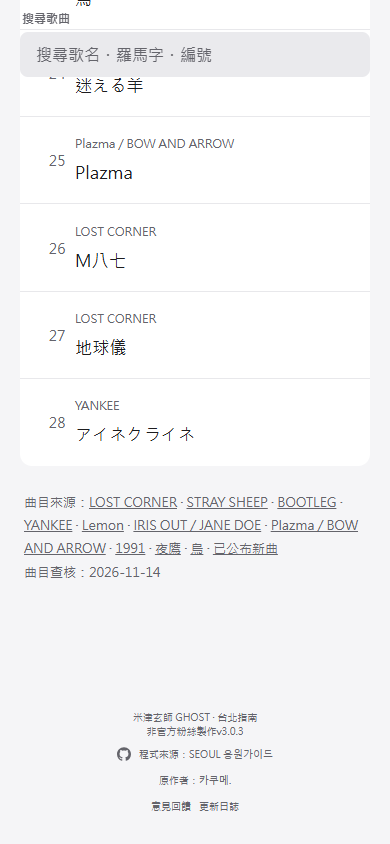 搜尋歌曲
搜尋歌名・羅馬字・編號
迷える羊
Plazma / BOW AND ARROW
25
Plazma
LOST CORNER
26
M八七
LOST CORNER
27
地球儀
YANKEE
28
アイネクライネ
曲目來源：LOST CORNER · STRAY SHEEP · BOOTLEG ·
YANKEE · Lemon · IRIS OUT / JANE DOE · Plazma / BOW
AND ARROW · 1991 · 夜鷹 · 烏 · 已公布新曲
曲目查核：2026-11-14
米津玄師 GHOST · 台北指南
非官方粉絲製作v3.0.3
程式來源：SEOUL 응원가이드
原作者：카쿠메.
意見回饋 更新日誌